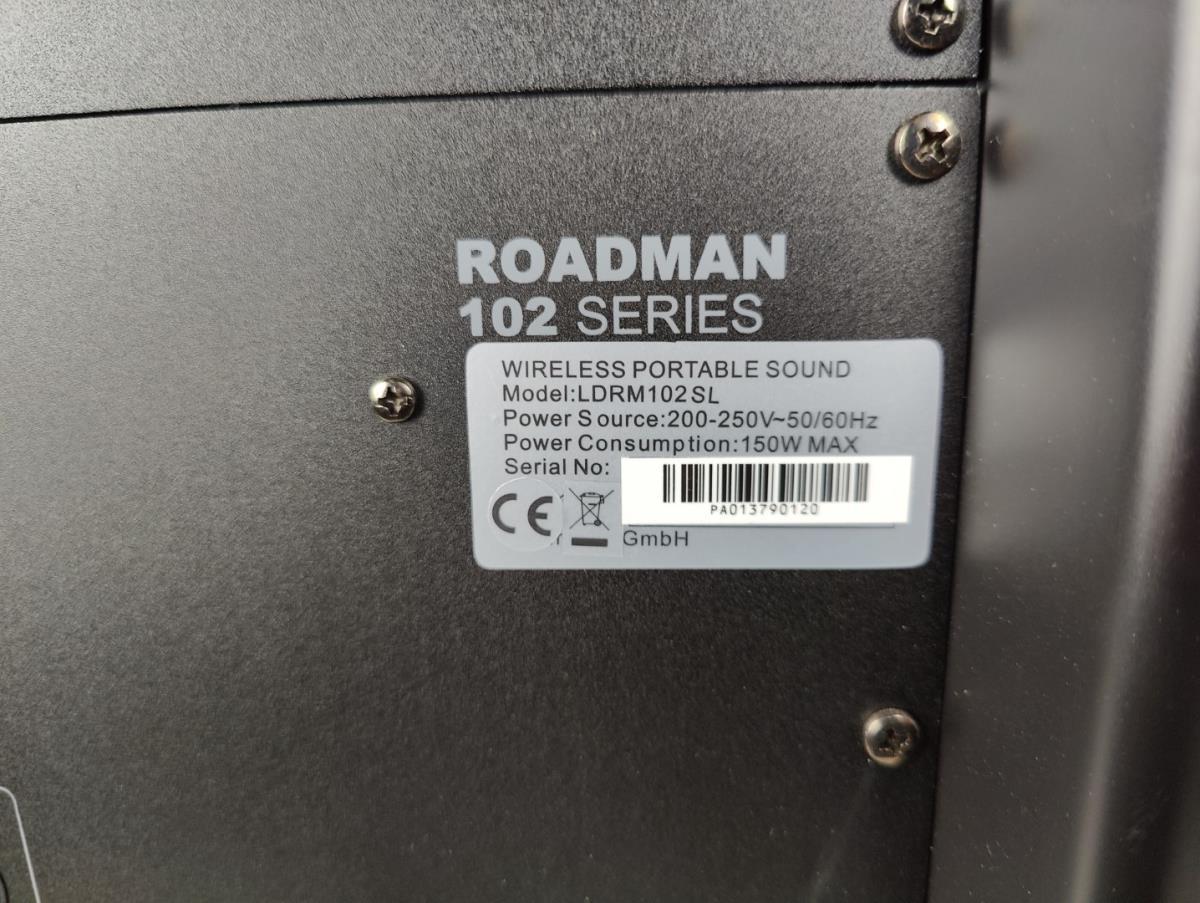 ROADMAN
102 SERIES
WIRELESS PORTABLE SOUND
Model:LDRM102SL
Power Source:200-250V~50/60Hz
Power Consumption:150W MAX
Serial No:
PA013790120
CE
GmbH